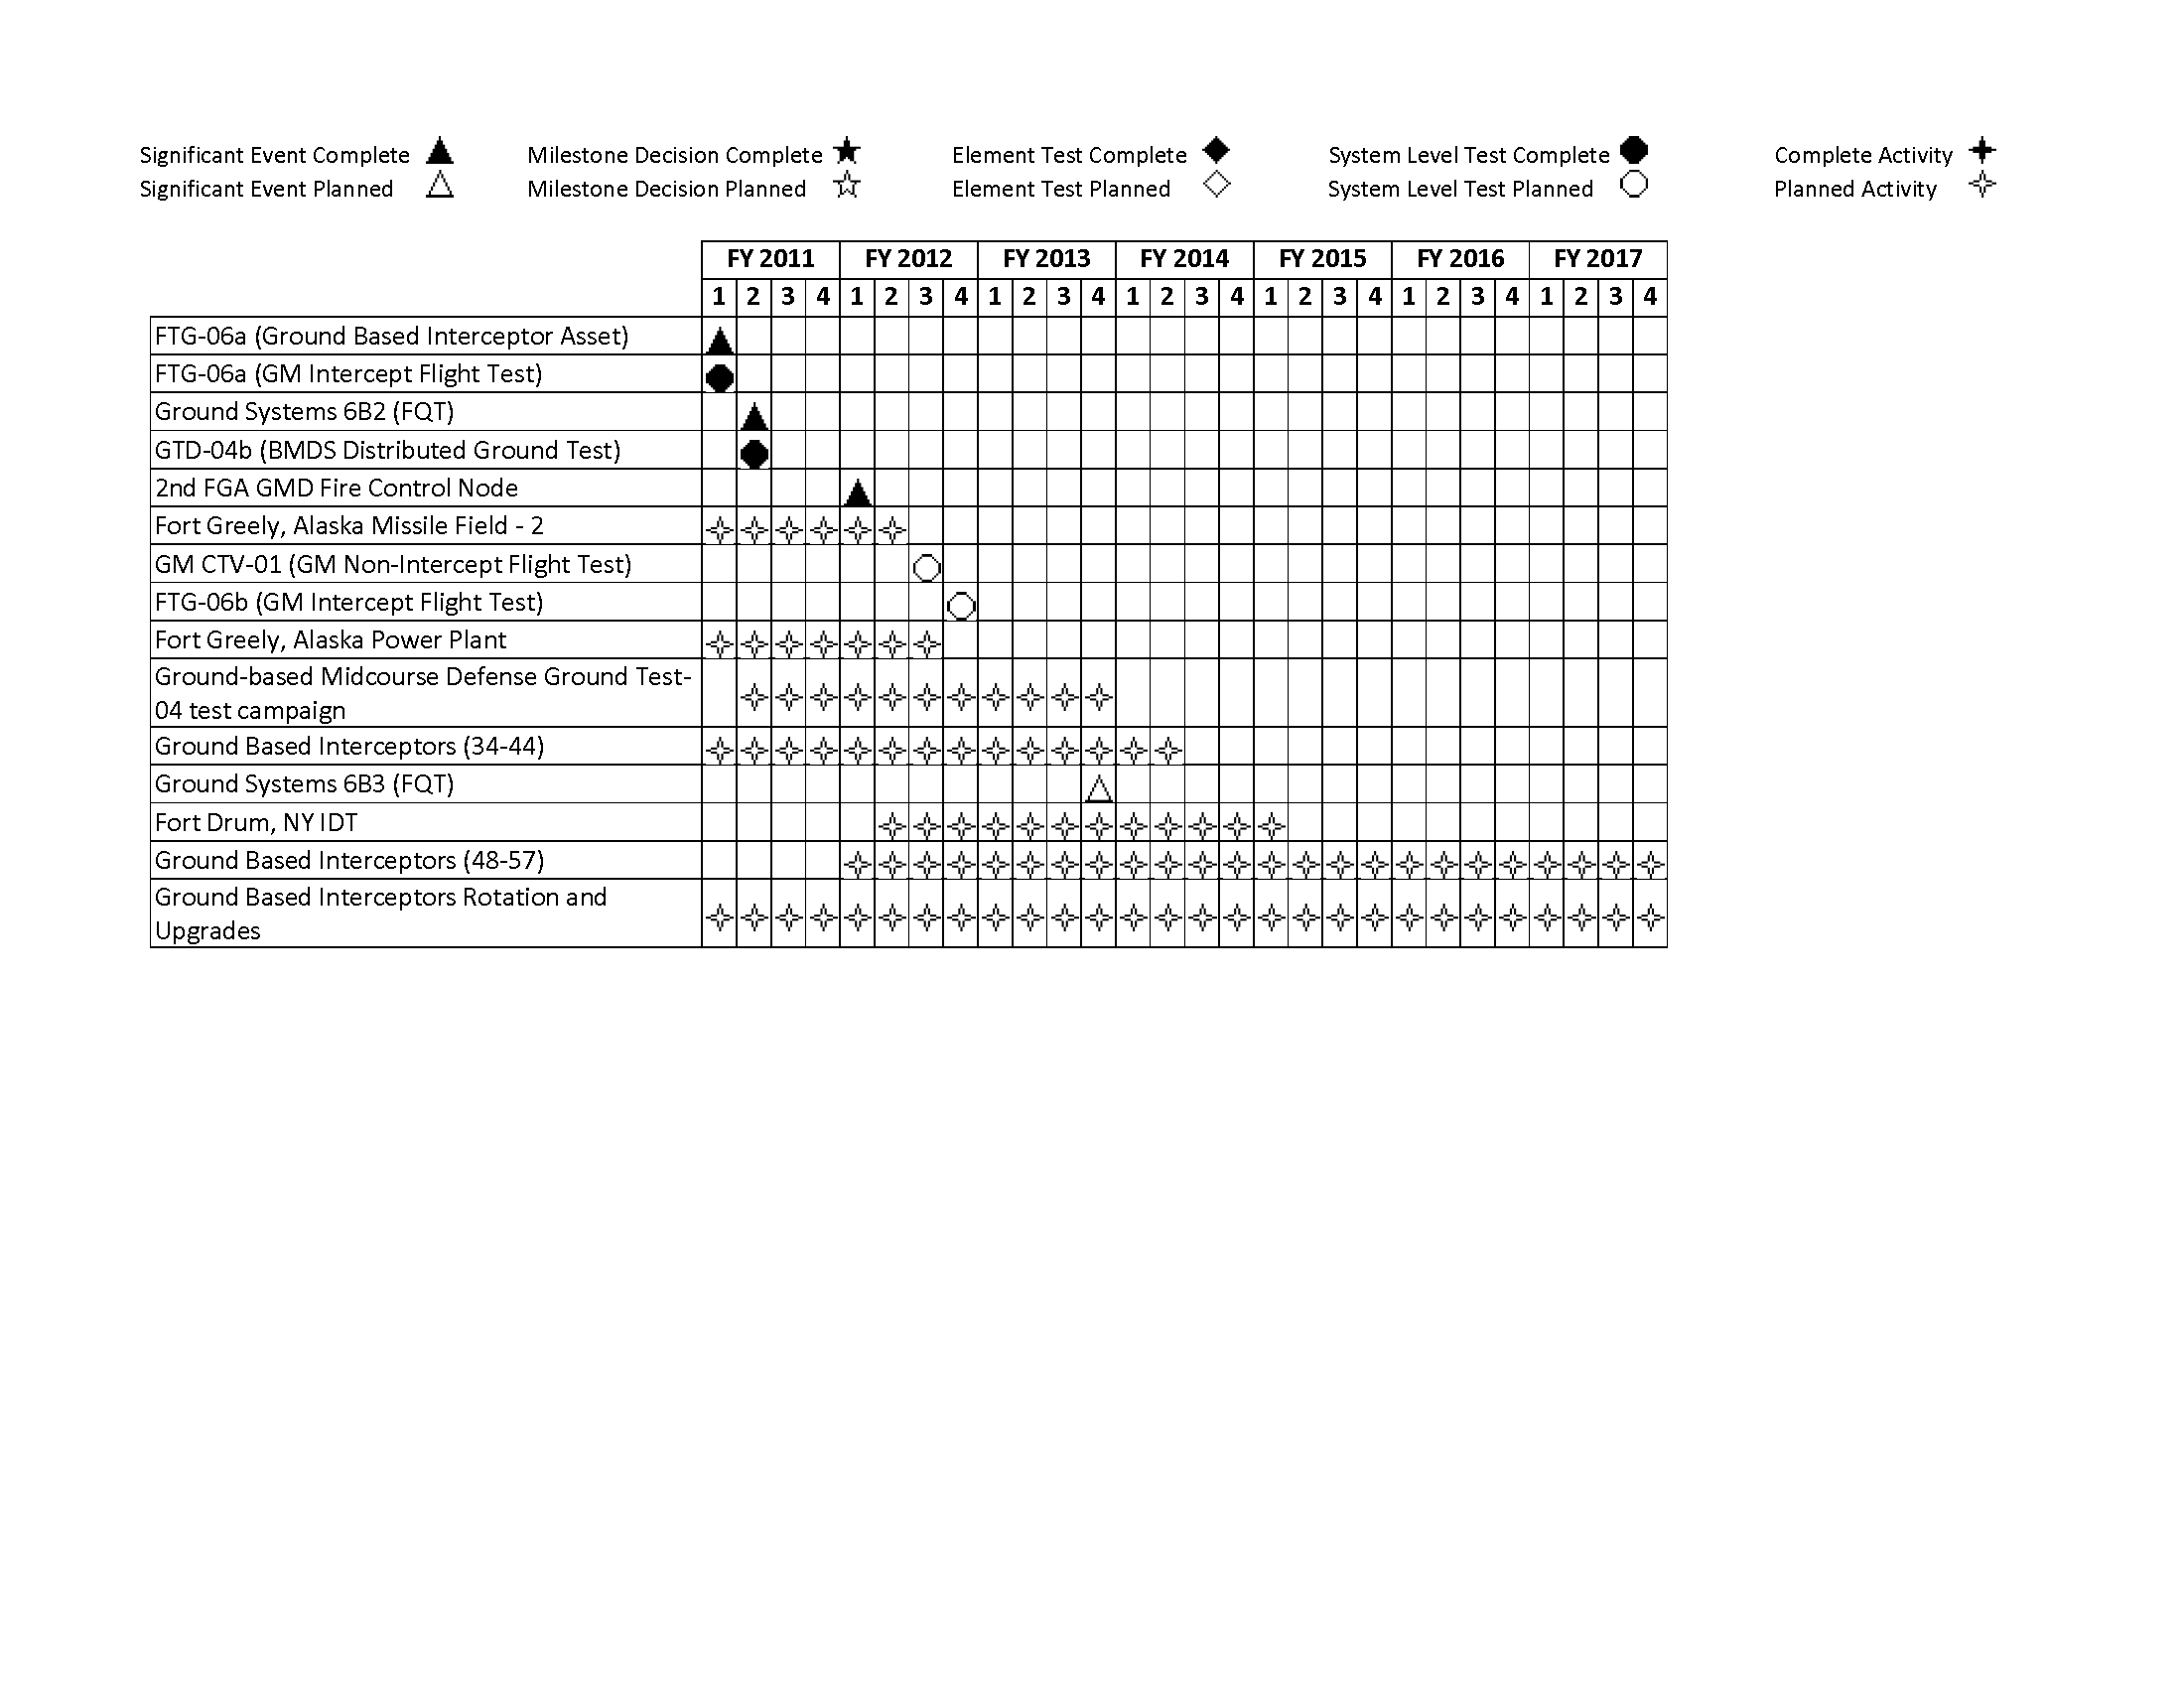 Significant Event Complete Milestone Decision Complete Element Test Complete System Level Test Complete Complete Activity
Significant Event Planned Milestone Decision Planned Element Test Planned System Level Test Planned Planned Activity
FY 2011 FY 2012 FY 2013 FY 2014 FY 2015 FY 2016 FY 2017
1 2 3 4 1 2 3 4 1 2 3 4 1 2 3 4 1 2 3 4 1 2 3 4 1 2 3 4
FTG-06a (Ground Based Interceptor Asset)
FTG-06a (GM Intercept Flight Test)
Ground Systems 6B2 (FQT)
GTD-04b (BMDS Distributed Ground Test)
2nd FGA GMD Fire Control Node
Fort Greely, Alaska Missile Field - 2
GM CTV-01 (GM Non-Intercept Flight Test)
FTG-06b (GM Intercept Flight Test)
Fort Greely, Alaska Power Plant
Ground-based Midcourse Defense Ground Test-
04 test campaign
Ground Based Interceptors (34-44)
Ground Systems 6B3 (FQT)
Fort Drum, NY IDT
Ground Based Interceptors (48-57)
Ground Based Interceptors Rotation and
Upgrades